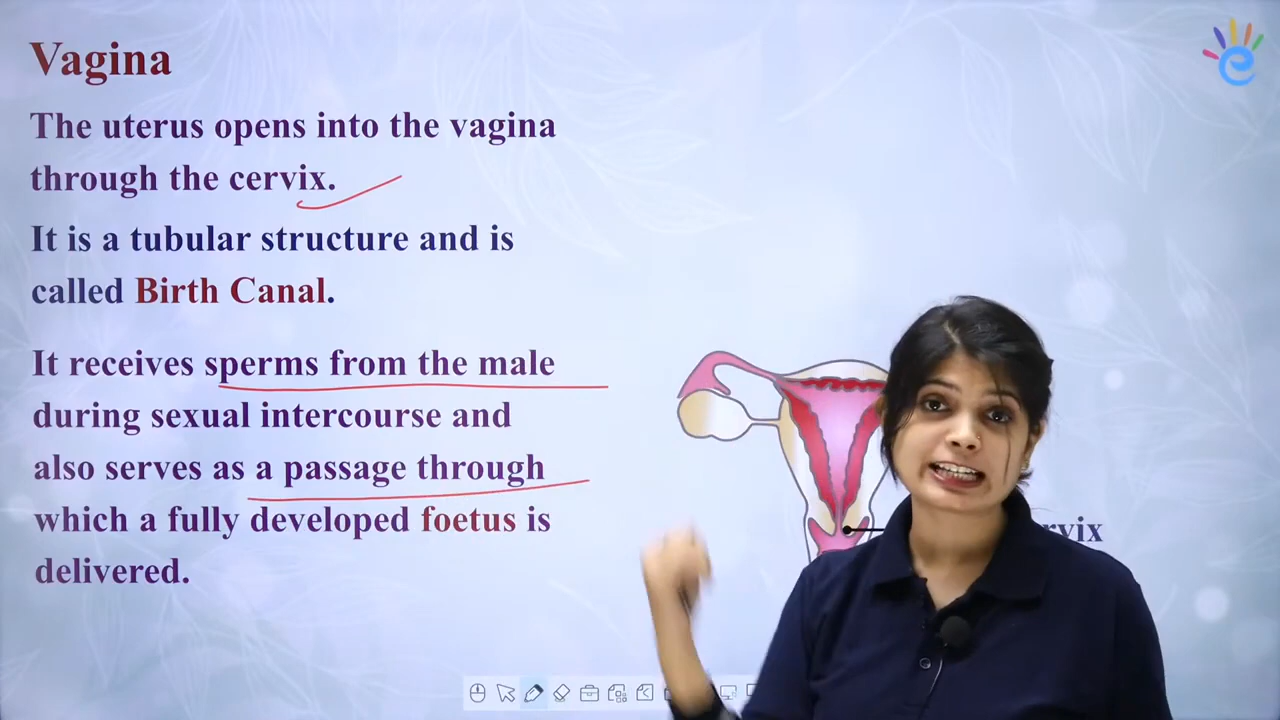 Vagina
The uterus opens into the vagina
through the cervix.
It is a tubular structure and is
called Birth Canal.
It receives sperms from the male
during sexual intercourse and
also serves as a passage through
which a fully developed foetus is
delivered.
rvix